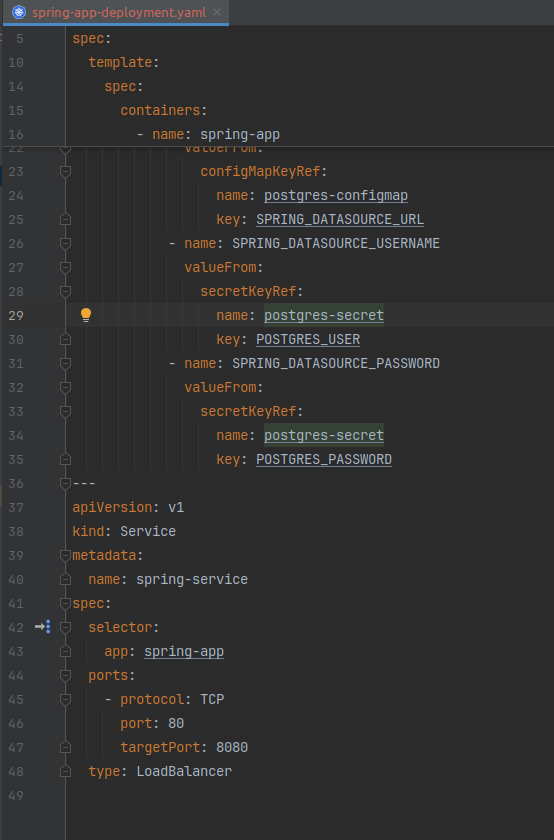 spring-app-deployment.yaml
5 spec:
10   template:
14     spec:
15       containers:
16         - name: spring-app
22               valueFrom:
23                 configMapKeyRef:
24                   name: postgres-configmap
25                   key: SPRING_DATASOURCE_URL
26             - name: SPRING_DATASOURCE_USERNAME
27               valueFrom:
28                 secretKeyRef:
29                   name: postgres-secret
30                   key: POSTGRES_USER
31             - name: SPRING_DATASOURCE_PASSWORD
32               valueFrom:
33                 secretKeyRef:
34                   name: postgres-secret
35                   key: POSTGRES_PASSWORD
36 ---
37 apiVersion: v1
38 kind: Service
39 metadata:
40   name: spring-service
41 spec:
42   selector:
43     app: spring-app
44   ports:
45     - protocol: TCP
46       port: 80
47       targetPort: 8080
48   type: LoadBalancer
49